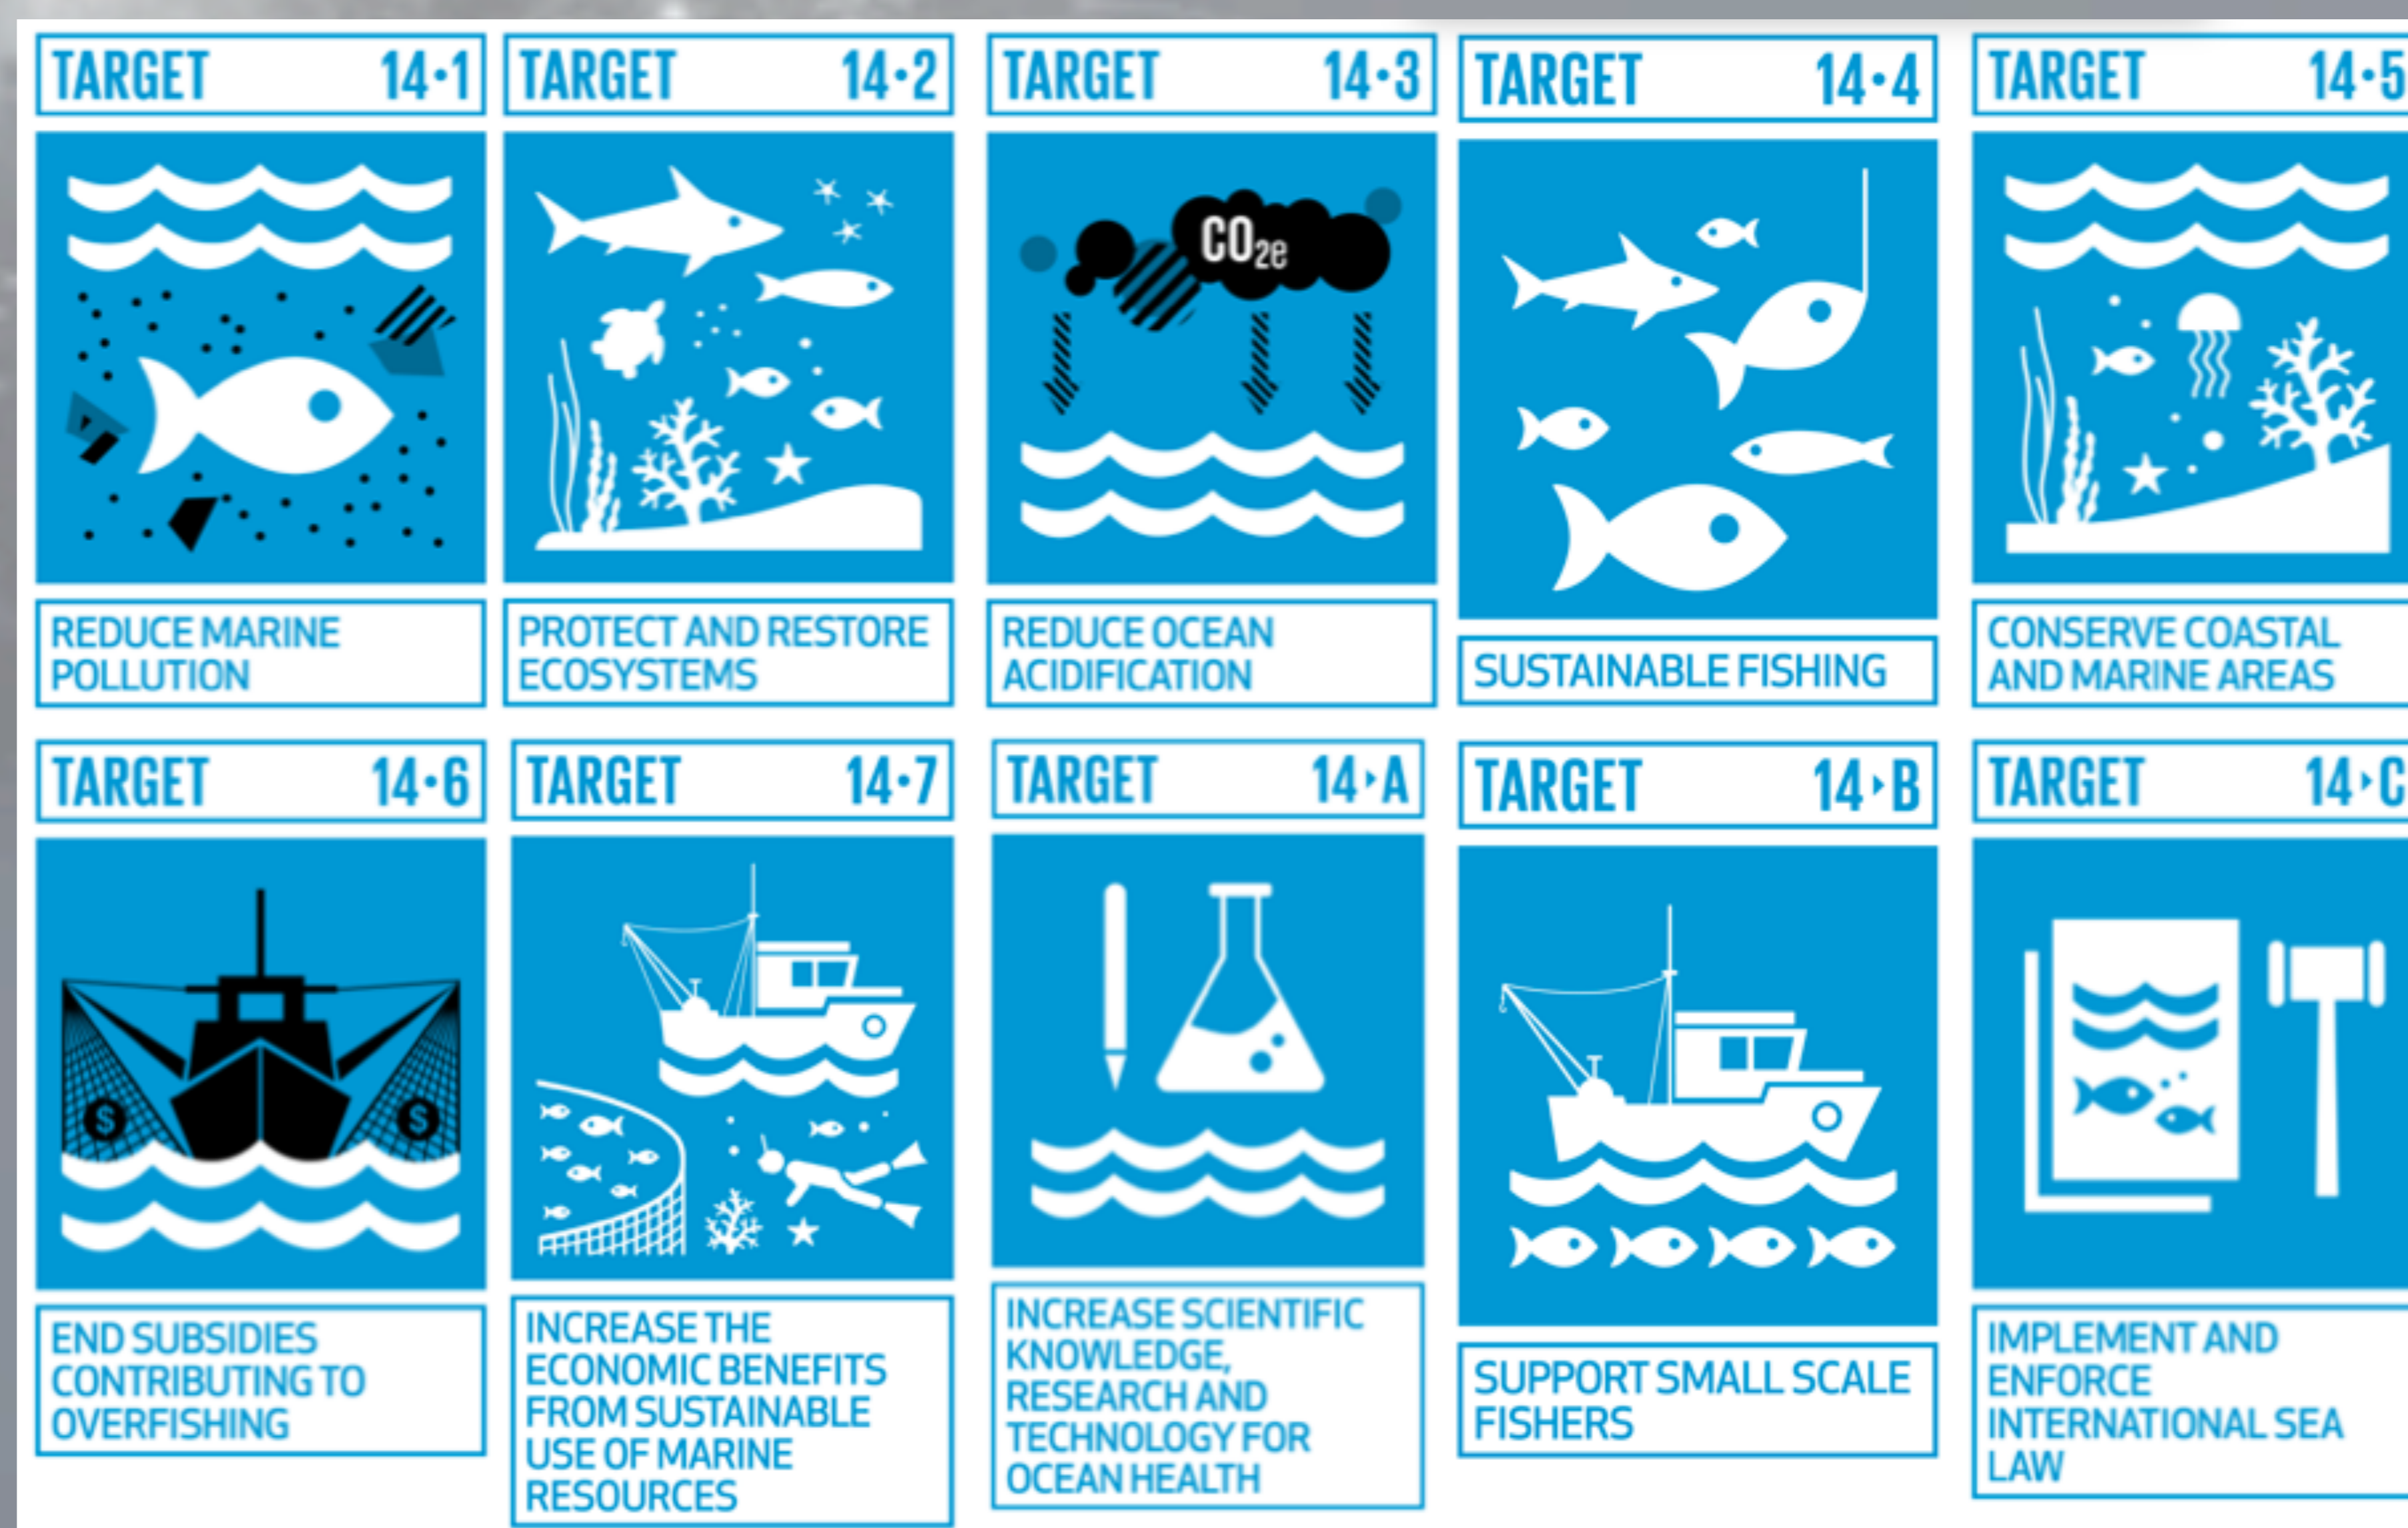 TARGET 14•1
TARGET 14•2
TARGET 14•3
TARGET 14•4
TARGET 14•5
CO2e
REDUCE MARINE
POLLUTION
PROTECT AND RESTORE
ECOSYSTEMS
REDUCE OCEAN
ACIDIFICATION
SUSTAINABLE FISHING
CONSERVE COASTAL
AND MARINE AREAS
TARGET 14•6
TARGET 14•7
TARGET 14▸A
TARGET 14▸B
TARGET 14▸C
$ $
END SUBSIDIES
CONTRIBUTING TO
OVERFISHING
INCREASE THE
ECONOMIC BENEFITS
FROM SUSTAINABLE
USE OF MARINE
RESOURCES
INCREASE SCIENTIFIC
KNOWLEDGE,
RESEARCH AND
TECHNOLOGY FOR
OCEAN HEALTH
SUPPORT SMALL SCALE
FISHERS
IMPLEMENT AND
ENFORCE
INTERNATIONAL SEA
LAW